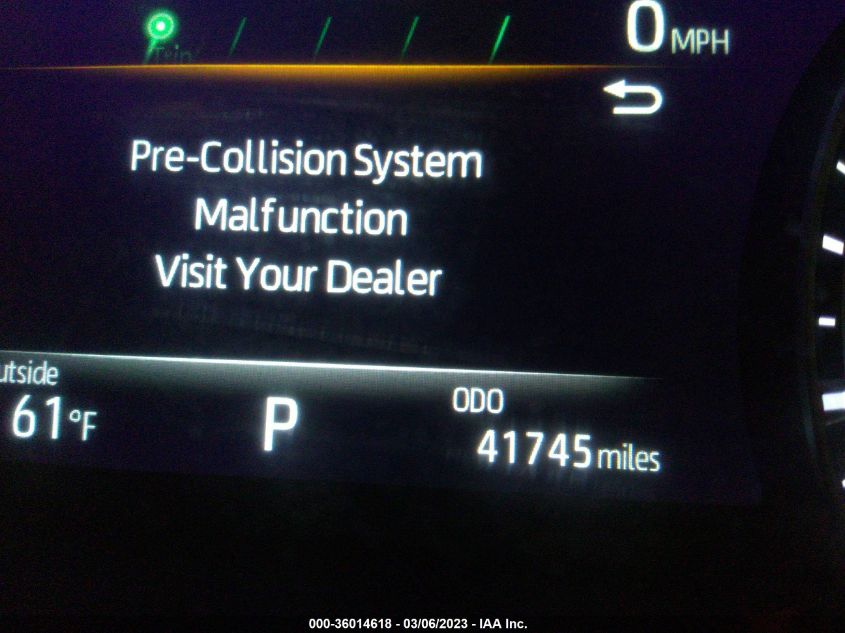 0 MPH
Pre-Collision System
Malfunction
Visit Your Dealer
utside
61°F
P
ODO
41745 miles
000-36014618 - 03/06/2023 - IAA Inc.